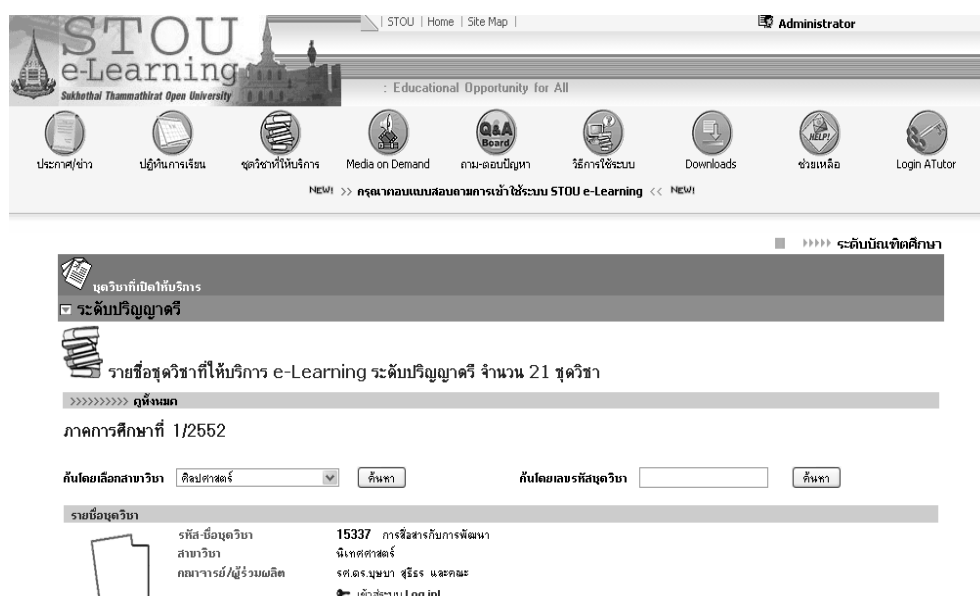 STOU | Home | Site Map |
Administrator
STOU
e-Learning
Sukhothai Thammathirat Open University
: Educational Opportunity for All
ประกาศ/ข่าว ปฏิทินการเรียน ชุดวิชาที่ให้บริการ Media on Demand ถาม-ตอบปัญหา วิธีการใช้ระบบ Downloads ช่วยเหลือ Login ATutor
Q&A Board
HELP!
NEW! >> กรุณาตอบแบบสอบถามการเข้าใช้ระบบ STOU e-Learning << NEW!
>>>>> ระดับบัณฑิตศึกษา
ชุดวิชาที่เปิดให้บริการ
ระดับปริญญาตรี
รายชื่อชุดวิชาที่ให้บริการ e-Learning ระดับปริญญาตรี จำนวน 21 ชุดวิชา
>>>>>>>>>> ดูทั้งหมด
ภาคการศึกษาที่ 1/2552
ค้นโดยเลือกสาขาวิชา ศิลปศาสตร์ ค้นหา ค้นโดยเลขรหัสชุดวิชา ค้นหา
รายชื่อชุดวิชา
รหัส-ชื่อชุดวิชา 15337 การสื่อสารกับการพัฒนา
สาขาวิชา นิเทศศาสตร์
คณาจารย์/ผู้ร่วมผลิต รศ.ดร.บุษบา สุธีธร และคณะ
เข้าสู่ระบบ Log in!